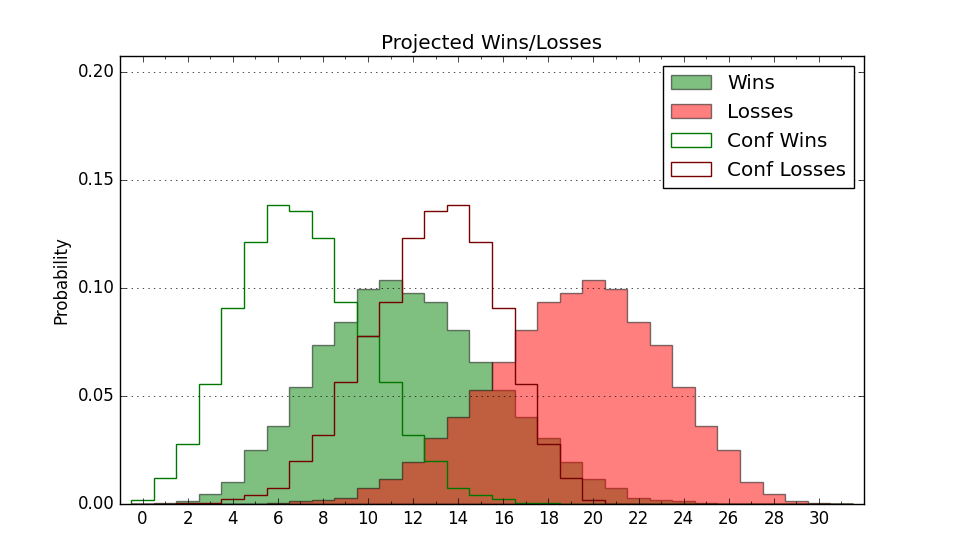 Projected Wins/Losses
0.20
0.15
0.10
0.05
0.00
Probability
Wins
Losses
Conf Wins
Conf Losses
0 2 4 6 8 10 12 14 16 18 20 22 24 26 28 30